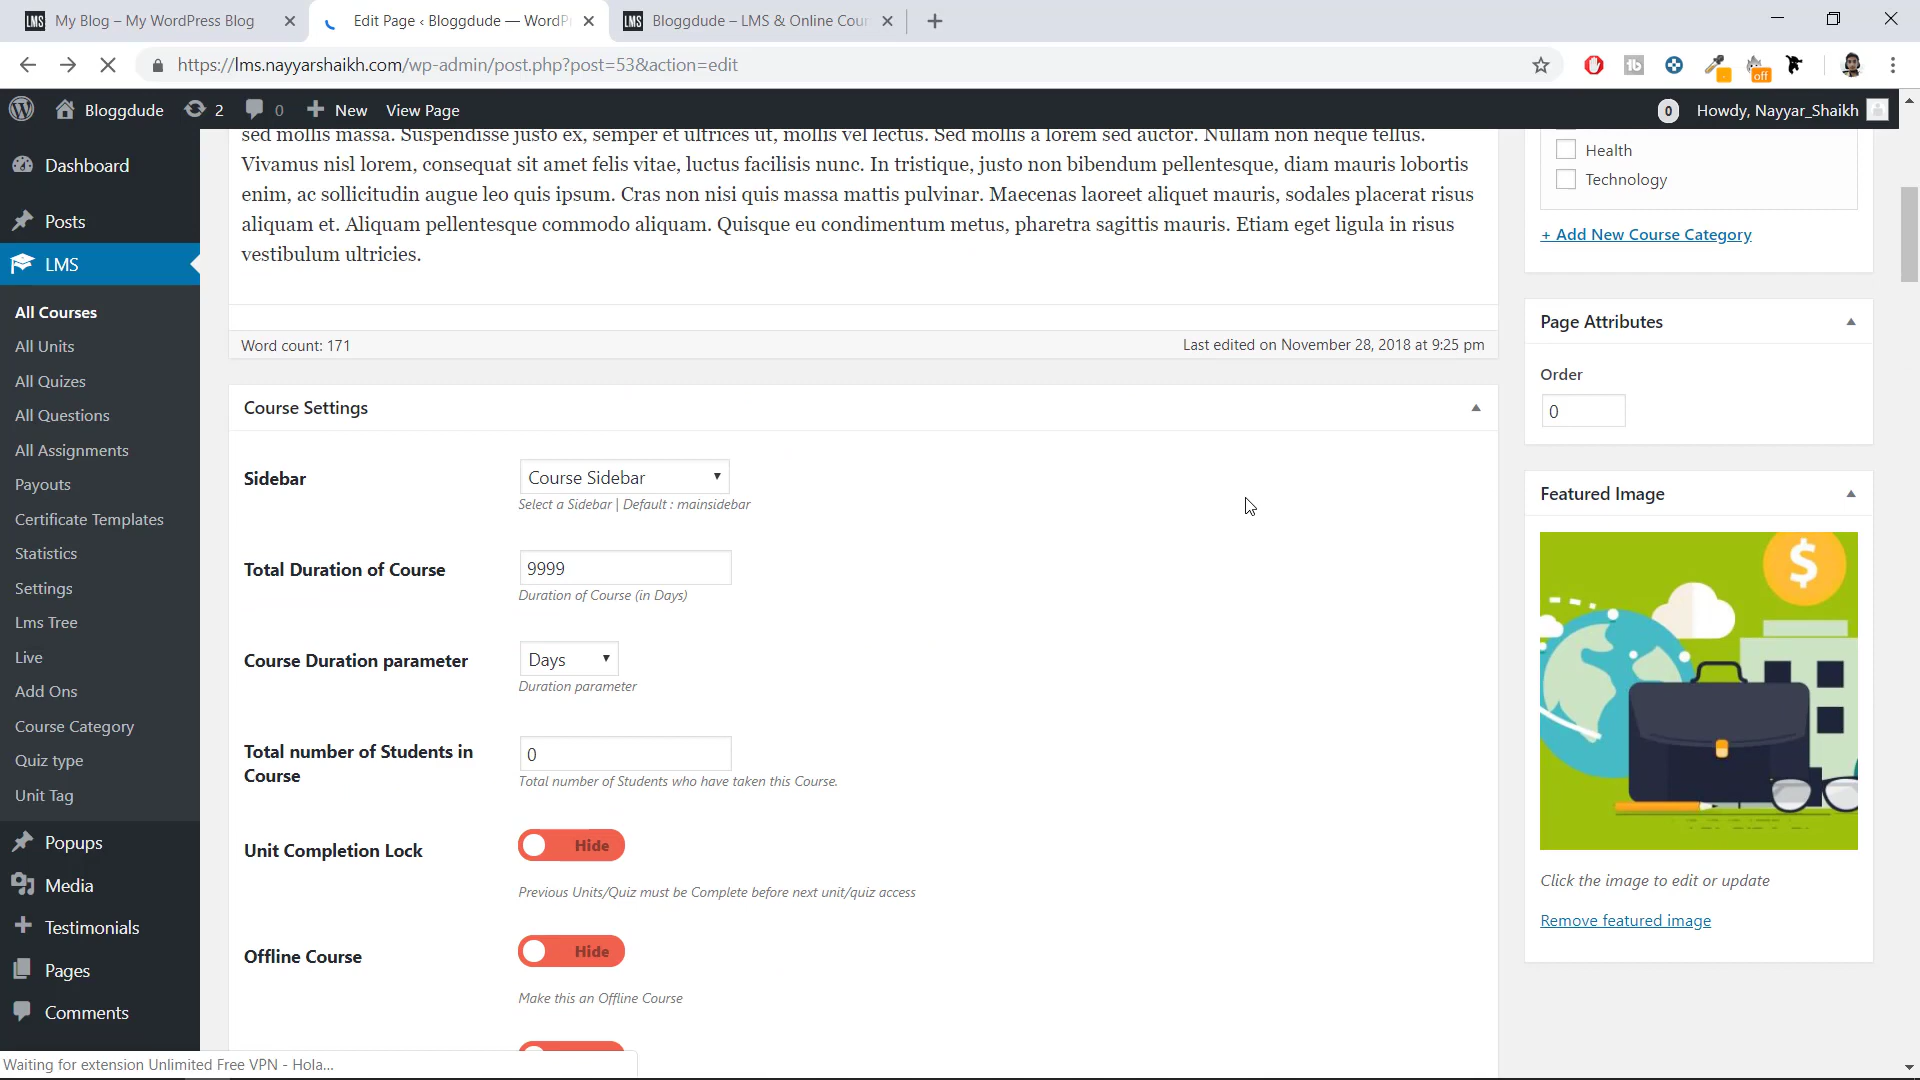 My Blog – My WordPress Blog
Edit Page ‹ Bloggdude — WordP
Bloggdude – LMS & Online Cour
https://lms.nayyarshaikh.com/wp-admin/post.php?post=53&action=edit
off
Bloggdude 2 0 New View Page
0 Howdy, Nayyar_Shaikh
Dashboard
Posts
LMS
All Courses
All Units
All Quizes
All Questions
All Assignments
Payouts
Certificate Templates
Statistics
Settings
Lms Tree
Live
Add Ons
Course Category
Quiz type
Unit Tag
Popups
Media
Testimonials
Pages
Comments
sed mollis massa. Suspendisse justo ex, semper et ultrices ut, mollis vel lectus. Sed mollis a lorem sed auctor. Nullam non neque tellus.
Vivamus nisl lorem, consequat sit amet felis vitae, luctus facilisis nunc. In tristique, justo non bibendum pellentesque, diam mauris lobortis
enim, ac sollicitudin augue leo quis ipsum. Cras non nisi quis massa mattis pulvinar. Maecenas laoreet aliquet mauris, sodales placerat risus
aliquam et. Aliquam pellentesque commodo aliquam. Quisque eu condimentum metus, pharetra sagittis mauris. Etiam eget ligula in risus
vestibulum ultricies.
Word count: 171
Last edited on November 28, 2018 at 9:25 pm
Course Settings
Sidebar
Course Sidebar
Select a Sidebar | Default : mainsidebar
Total Duration of Course
9999
Duration of Course (in Days)
Course Duration parameter
Days
Duration parameter
Total number of Students in
Course
0
Total number of Students who have taken this Course.
Unit Completion Lock
Hide
Previous Units/Quiz must be Complete before next unit/quiz access
Offline Course
Hide
Make this an Offline Course
Health
Technology
+ Add New Course Category
Page Attributes
Order
0
Featured Image
$
Click the image to edit or update
Remove featured image
Waiting for extension Unlimited Free VPN - Hola...